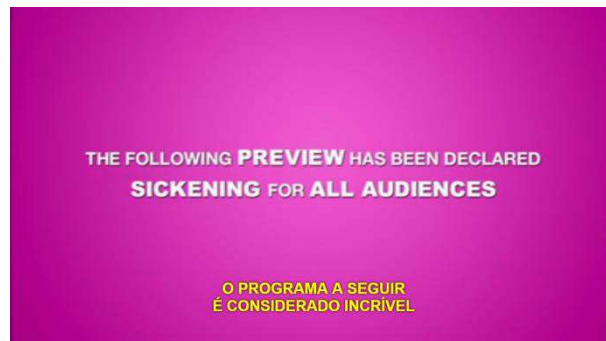 THE FOLLOWING PREVIEW HAS BEEN DECLARED
SICKENING FOR ALL AUDIENCES
O PROGRAMA A SEGUIR
É CONSIDERADO INCRÍVEL